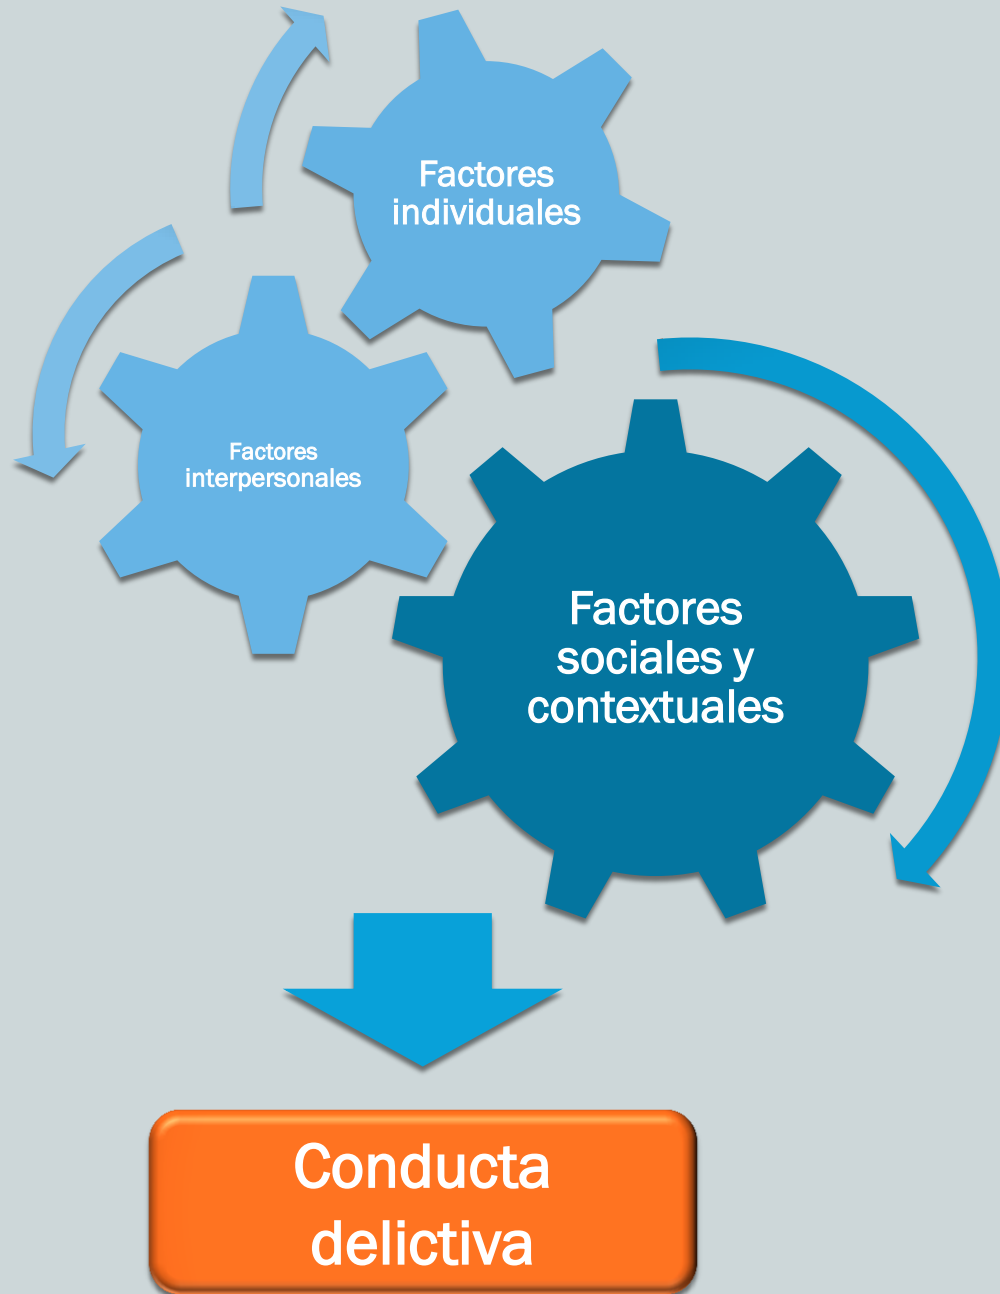 Factores
individuales
Factores
interpersonales
Factores
sociales y
contextuales
Conducta
delictiva